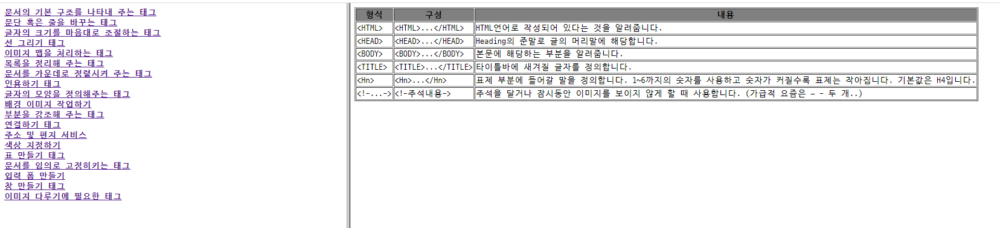 문서의 기본 구조를 나타내 주는 태그
문단 혹은 줄을 바꾸는 태그
글자의 크기를 마음대로 조절하는 태그
선 그리기 태그
이미지 맵을 처리하는 태그
목록을 정리해 주는 태그
문서를 가운데로 정렬시켜 주는 태그
인용하기 태그
글자의 모양을 정의해주는 태그
배경 이미지 작업하기
부분을 강조해 주는 태그
연결하기 태그
주소 및 편지 서비스
색상 지정하기
표 만들기 태그
문서를 임의로 고정히키는 태그
입력 폼 만들기
창 만들기 태그
이미지 다루기에 필요한 태그
형식 구성 내용
<HTML> <HTML>...</HTML> HTML언어로 작성되어 있다는 것을 알려줍니다.
<HEAD> <HEAD>...</HEAD> Heading의 준말로 글의 머리말에 해당합니다.
<BODY> <BODY>...</BODY> 본문에 해당하는 부분을 알려줍니다.
<TITLE> <TITLE>...</TITLE> 타이틀바에 새겨질 글자를 정의합니다.
<Hn> <Hn>...</Hn> 표제 부분에 들어갈 말을 정의합니다. 1~6까지의 숫자를 사용하고 숫자가 커질수록 표제는 작아집니다. 기본값은 H4입니다.
<!-...-> <!-주석내용-> 주석을 달거나 잠시동안 이미지를 보이지 않게 할 때 사용합니다. (가급적 요즘은 – - 두 개..)